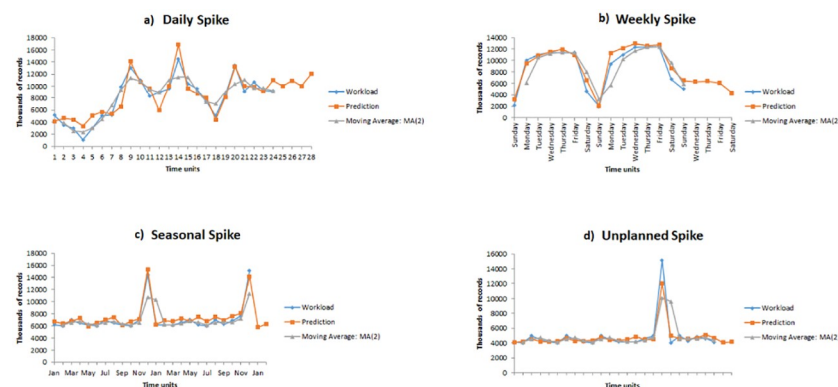 a) Daily Spike
Thousands of records
18000
16000
14000
12000
10000
8000
6000
4000
2000
0
1 2 3 4 5 6 7 8 9 10 11 12 13 14 15 16 17 18 19 20 21 22 23 24 25 26 27 28
Time units
Workload
Prediction
Moving Average: MA(2)
b) Weekly Spike
Thousands of records
14000
12000
10000
8000
6000
4000
2000
0
Sunday
Monday
Tuesday
Wednesday
Thursday
Friday
Saturday
Sunday
Monday
Tuesday
Wednesday
Thursday
Friday
Saturday
Sunday
Monday
Tuesday
Wednesday
Thursday
Friday
Saturday
Time units
Workload
Prediction
Moving Average: MA(2)
c) Seasonal Spike
Thousands of records
18000
16000
14000
12000
10000
8000
6000
4000
2000
0
Jan Mar May Jul Sep Nov Jan Mar May Jul Sep Nov Jan
Time units
Workload
Prediction
Moving Average: MA(2)
d) Unplanned Spike
Thousands of records
16000
14000
12000
10000
8000
6000
4000
2000
0
Time units
Workload
Prediction
Moving Average: MA(2)